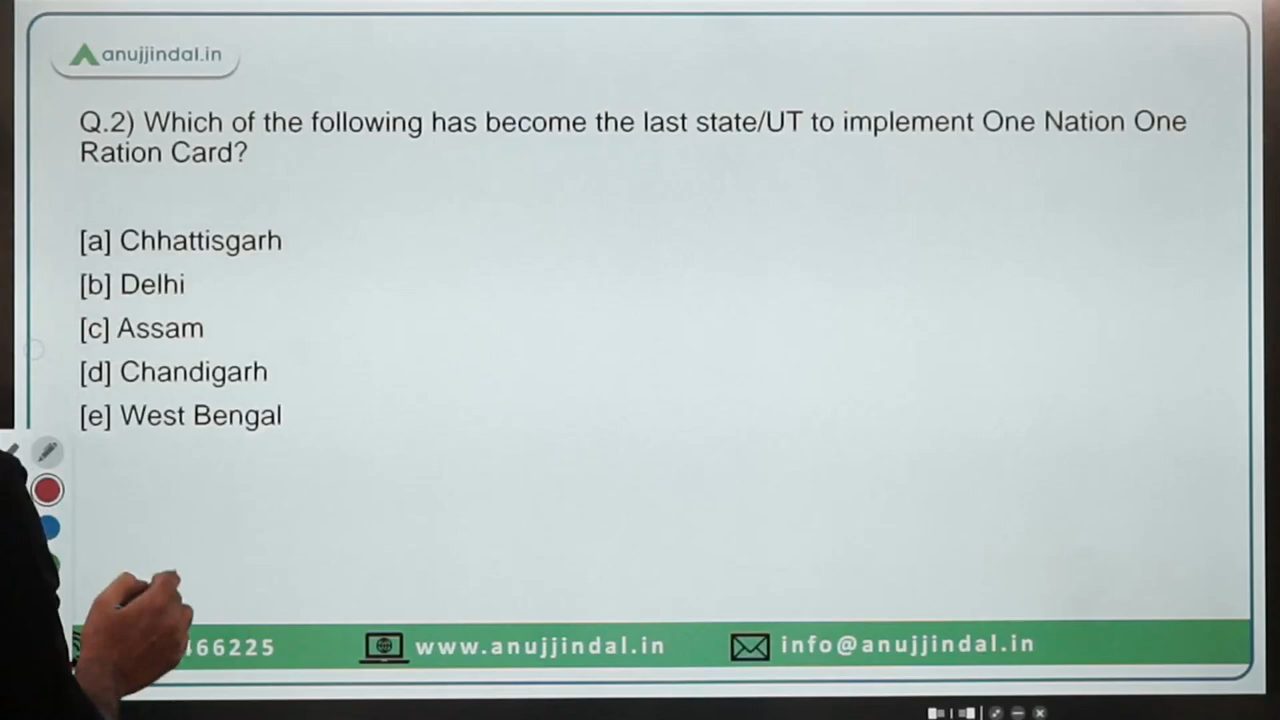 anujjindal.in
Q.2) Which of the following has become the last state/UT to implement One Nation One
Ration Card?
[a] Chhattisgarh
[b] Delhi
[c] Assam
[d] Chandigarh
[e] West Bengal
466225
www.anujjindal.in
info@anujjindal.in